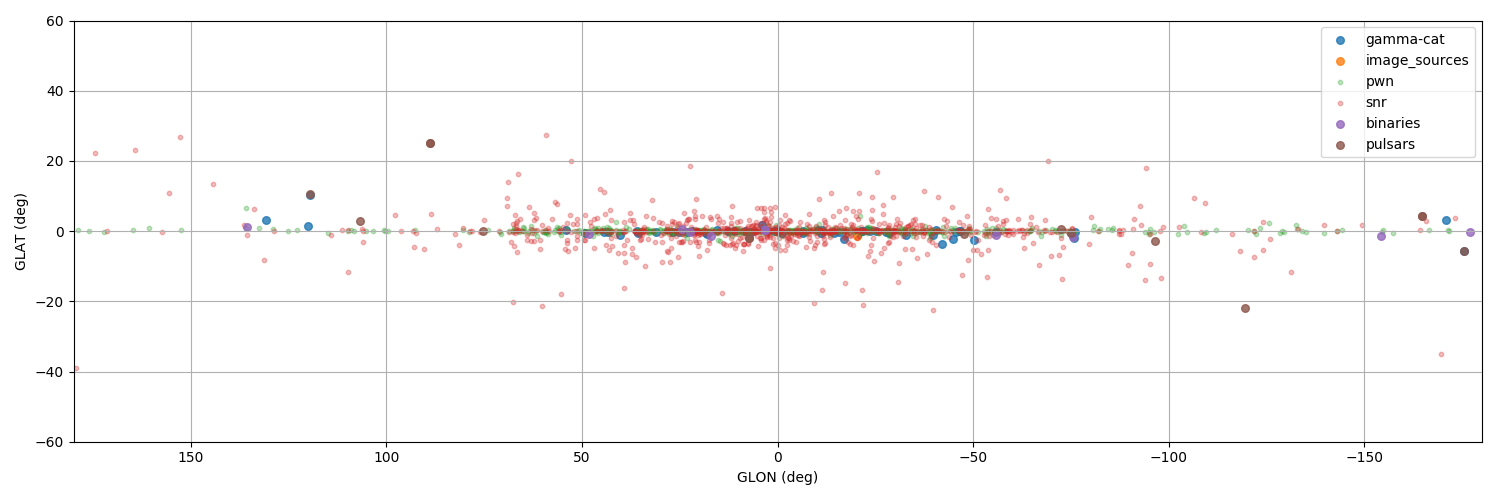 60
40
20
0
−20
−40
−60
GLAT (deg)
150
100
50
0
−50
−100
−150
GLON (deg)
gamma-cat
image_sources
pwn
snr
binaries
pulsars